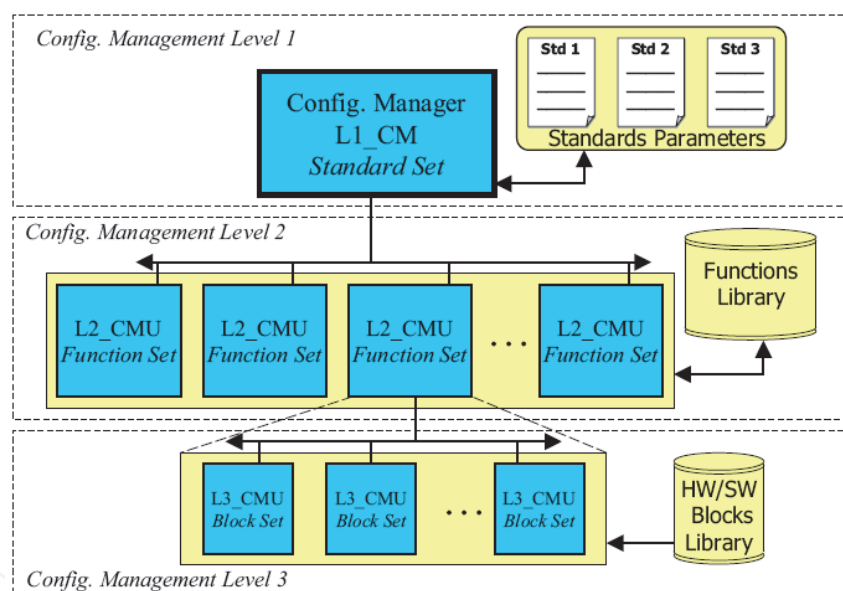 Config. Management Level 1
Std 1
Std 2
Std 3
Config. Manager
L1_CM
Standard Set
Standards Parameters
Config. Management Level 2
Functions
Library
L2_CMU
Function Set
L2_CMU
Function Set
L2_CMU
Function Set
...
L2_CMU
Function Set
L3_CMU
Block Set
L3_CMU
Block Set
...
L3_CMU
Block Set
HW/SW
Blocks
Library
Config. Management Level 3